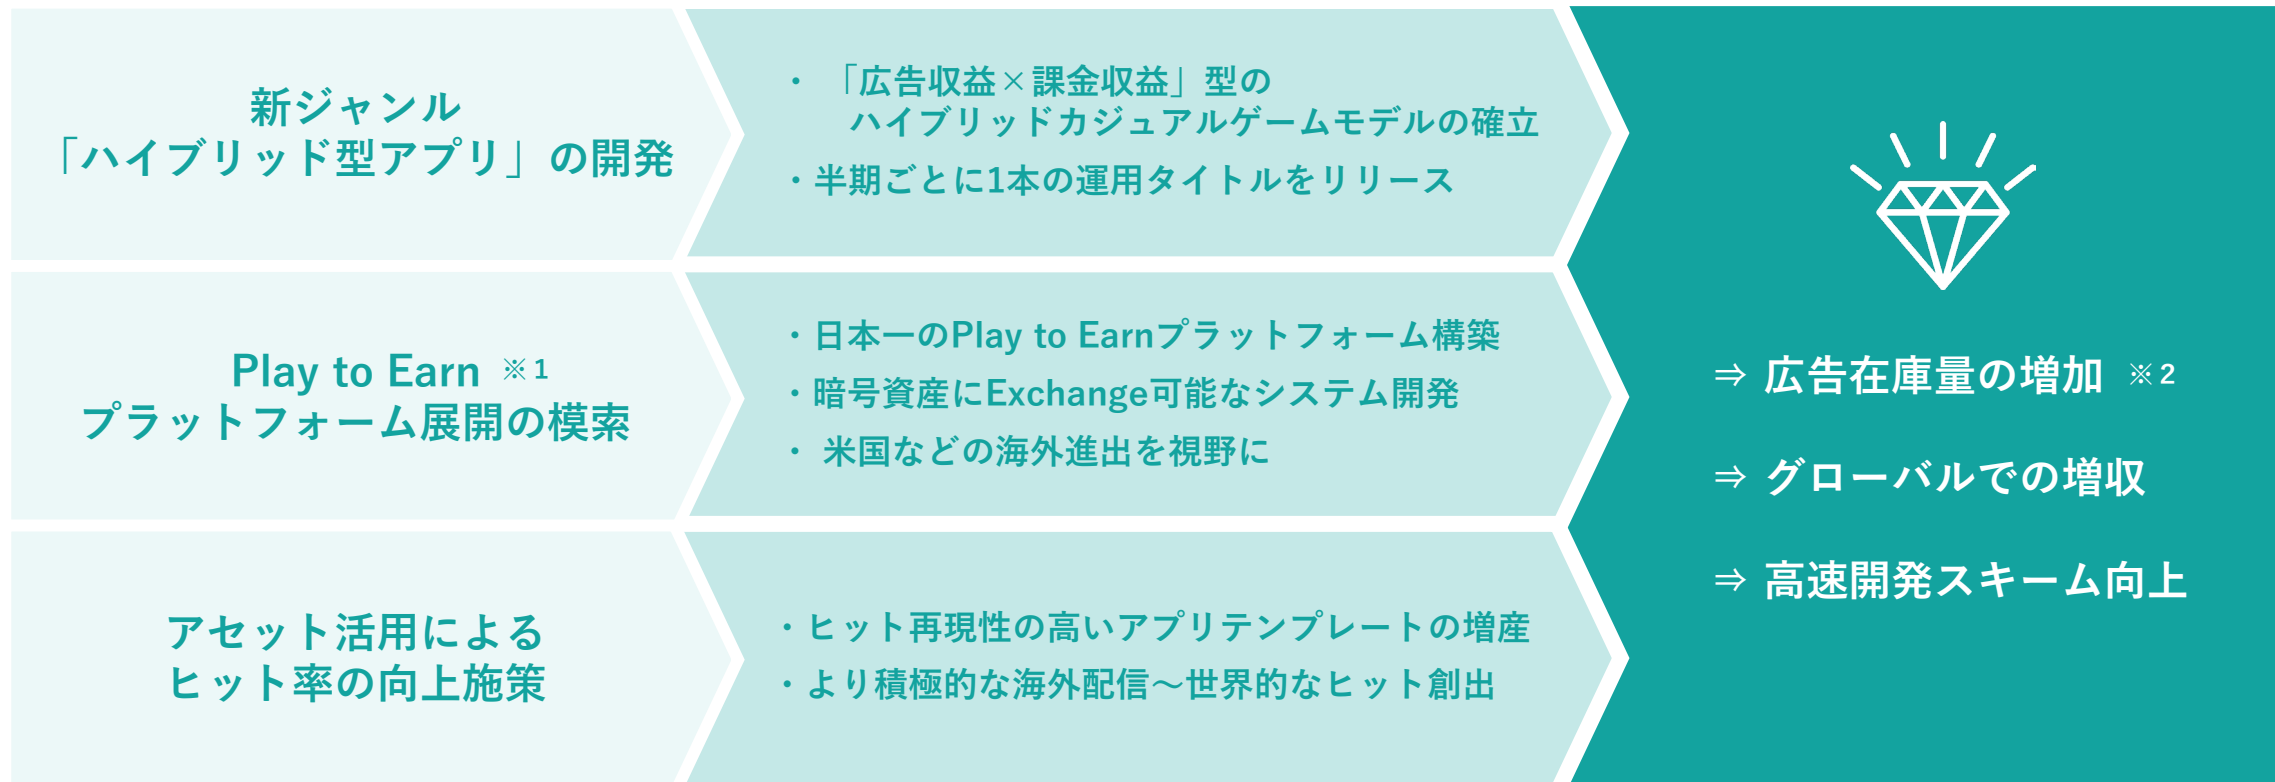 新ジャンル
「ハイブリッド型アプリ」の開発
・「広告収益×課金収益」型の
ハイブリッドカジュアルゲームモデルの確立
・半期ごとに1本の運用タイトルをリリース
Play to Earn ※1
プラットフォーム展開の模索
・日本一のPlay to Earnプラットフォーム構築
・暗号資産にExchange可能なシステム開発
・ 米国などの海外進出を視野に
アセット活用による
ヒット率の向上施策
・ヒット再現性の高いアプリテンプレートの増産
・より積極的な海外配信～世界的なヒット創出
⇒ 広告在庫量の増加 ※2
⇒ グローバルでの増収
⇒ 高速開発スキーム向上